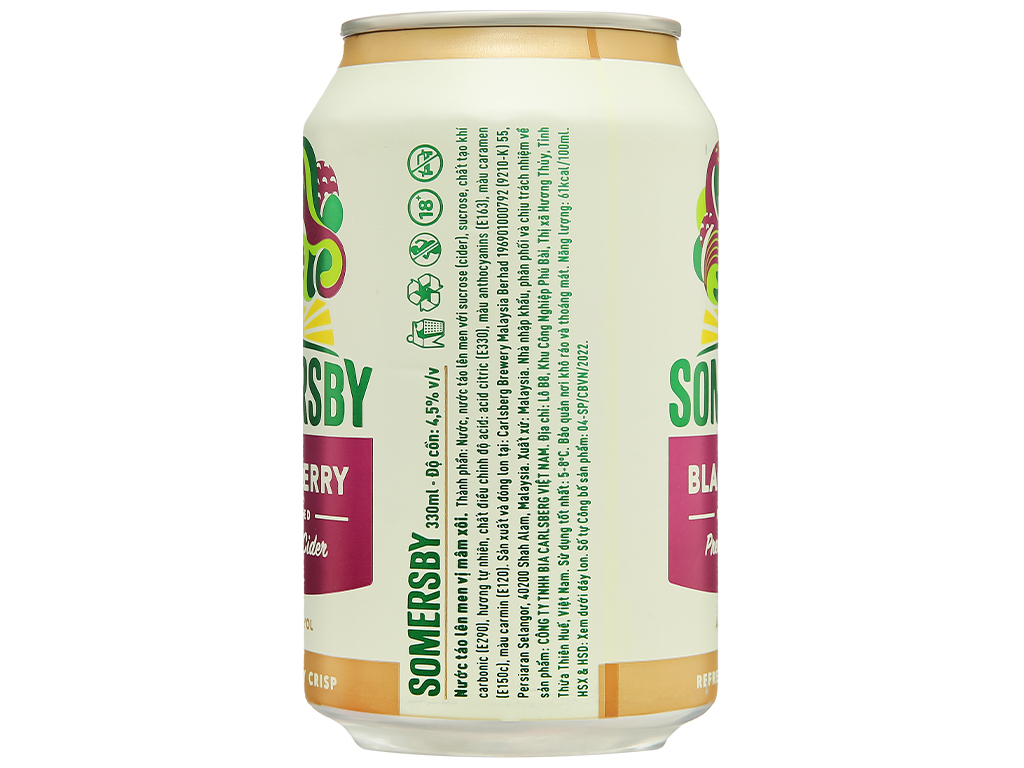 SOMERSBY 330ml - Độ cồn: 4,5% v/v
Nước táo lên men vị mâm xôi. Thành phần: Nước, nước táo lên men với sucrose (cider), sucrose, chất tạo khí
carbonic (E290), hương tự nhiên, chất điều chỉnh độ acid: acid citric (E330), màu anthocyanins (E163), màu caramen
(E150c), màu carmin (E120). Sản xuất và đóng lon tại: Carlsberg Brewery Malaysia Berhad 196901000792 (9210-K) 55,
Persiaran Selangor, 40200 Shah Alam, Malaysia. Xuất xứ: Malaysia. Nhà nhập khẩu, phân phối và chịu trách nhiệm về
sản phẩm: CÔNG TY TNHH BIA CARLSBERG VIỆT NAM. Địa chỉ: Lô B8, Khu Công Nghiệp Phú Bài, Thị xã Hương Thủy, Tỉnh
Thừa Thiên Huế, Việt Nam. Sử dụng tốt nhất: 5-8°C. Bảo quản nơi khô ráo và thoáng mát. Năng lượng: 61kcal/100ml.
HSX & HSD: Xem dưới đáy lon. Số tự Công bố sản phẩm: 04-SP/CBVN/2022.
18+
ERSBY
ERRY
ED
Cider
OL
Y CRISP
SOM
BLA
Pre
REFRE